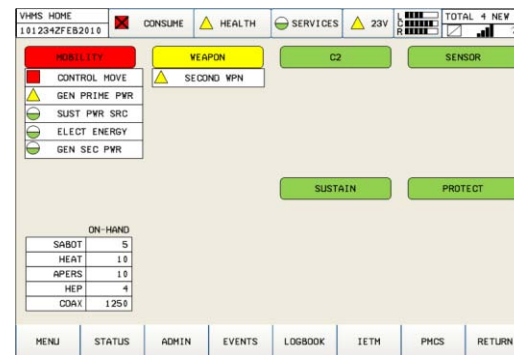 VHMS HOME
101234ZFEB2010
CONSUME
HEALTH
SERVICES
23V
L
C
R
TOTAL 4 NEW
MOBILITY
WEAPON
C2
SENSOR
CONTROL MOVE
SECOND WPN
GEN PRIME PWR
SUST PWR SRC
ELECT ENERGY
GEN SEC PWR
SUSTAIN
PROTECT
ON-HAND
SABOT 5
HEAT 10
APERS 10
HEP 4
COAX 1250
MENU STATUS ADMIN EVENTS LOGBOOK IETM PMCS RETURN